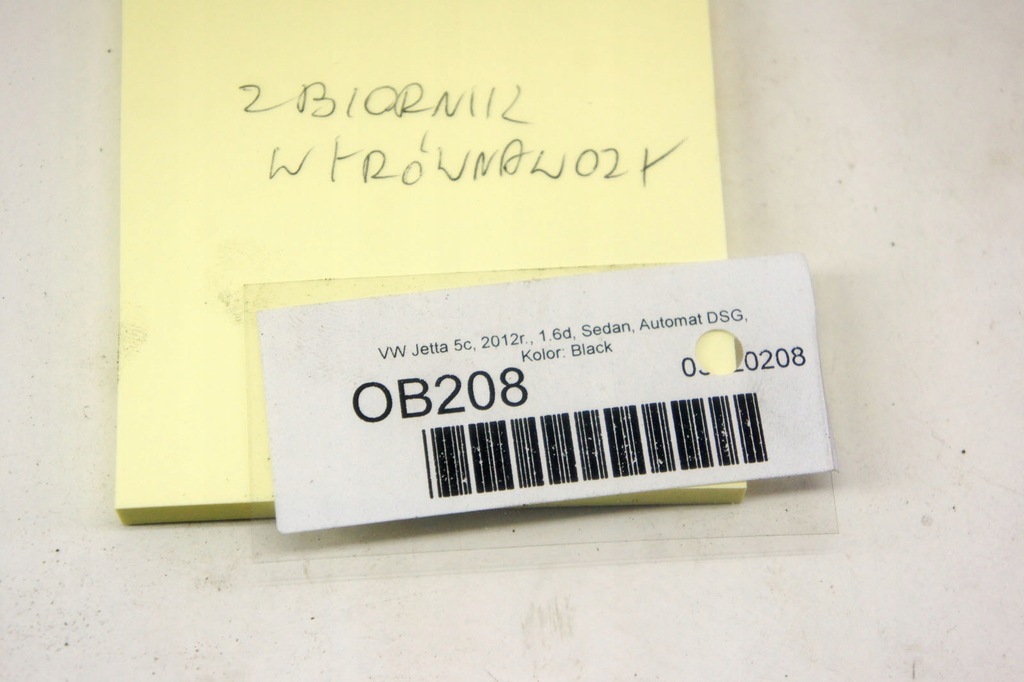 ZBIORNIK
WYRÓWNAWCZY
VW Jetta 5c, 2012r., 1.6d, Sedan, Automat DSG,
Kolor: Black
OB208